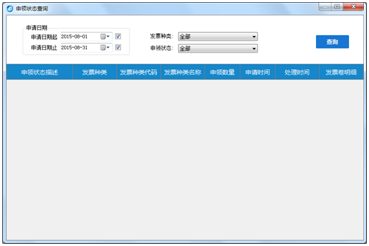 申领状态查询
申请日期
申请日期起 2015-08-01
发票种类: 全部
申请日期止 2015-08-31
申领状态: 全部
查询
申领状态描述 发票种类 发票种类代码 发票种类名称 申领数量 申请时间 处理时间 发票卷明细